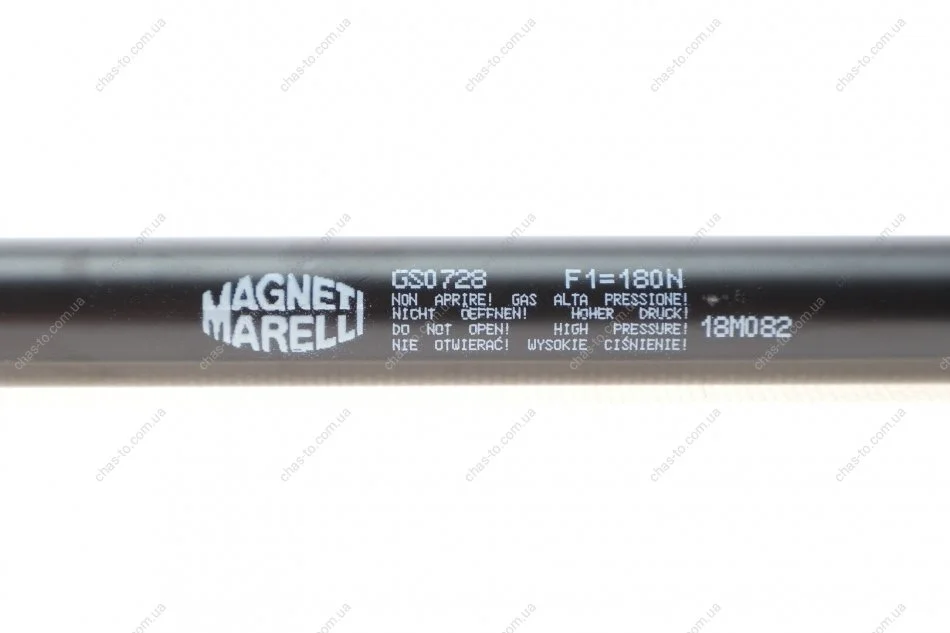 MAGNETI
MARELLI
GS0728 F1=180N
NON APRIRE! GAS ALTA PRESSIONE!
NICHT OEFFNEN! HOHER DRUCK!
DO NOT OPEN! HIGH PRESSURE!
NIE OTWIERAĆ! WYSOKIE CIŚNIENIE!
18M082
chas-to.com.ua